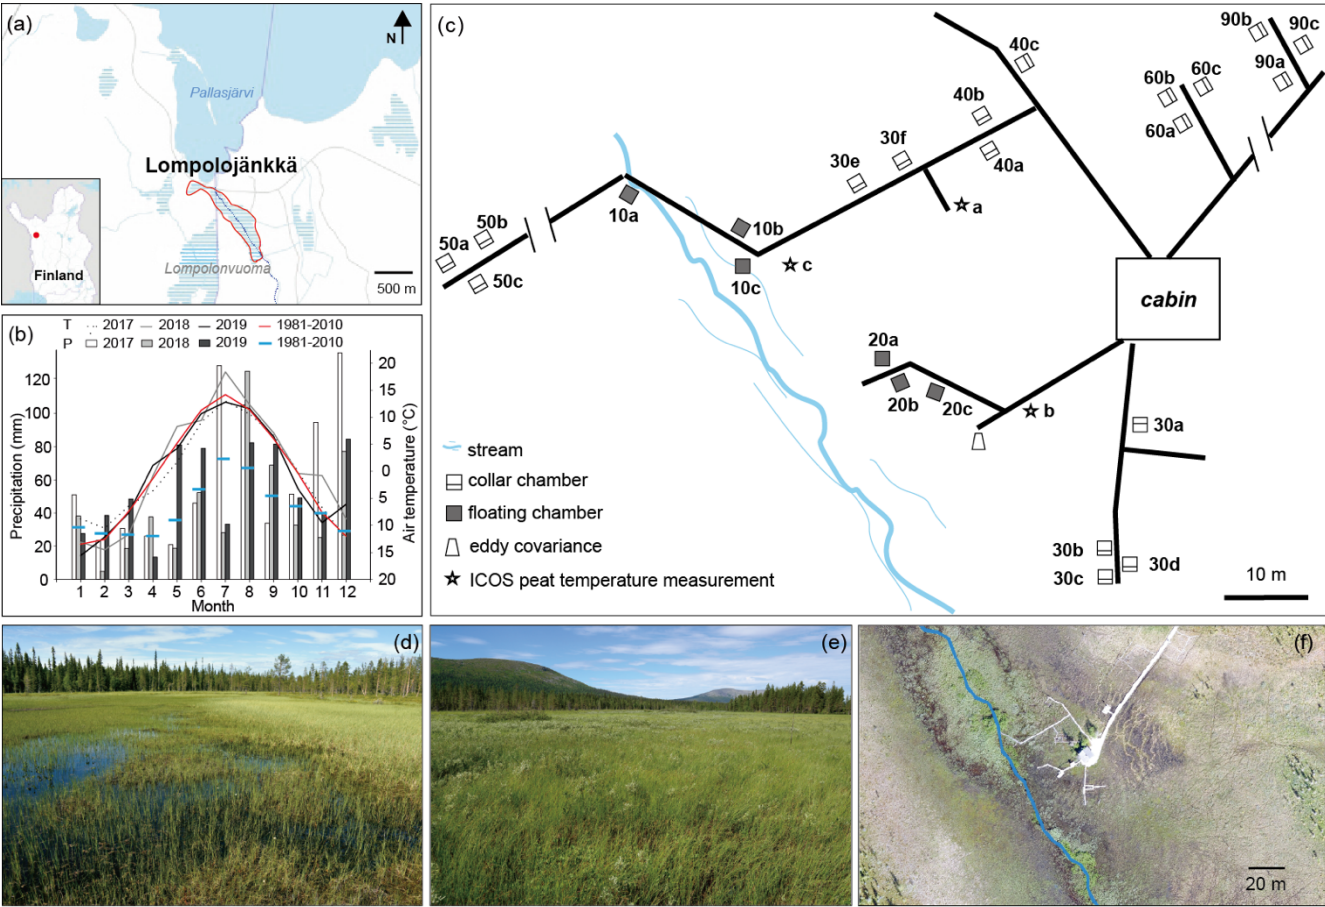 (a)
N
Pallasjärvi
Lompolojänkkä
Lompolonvuoma
Finland
500 m
(b)
T 2017 2018 2019 1981-2010
P 2017 2018 2019 1981-2010
Precipitation (mm)
120
100
80
60
40
20
0
20
15
10
5
0
5
10
15
20
Air temperature (°C)
1 2 3 4 5 6 7 8 9 10 11 12
Month
(c)
90b
90c
40c
90a
60b
60c
40b
60a
30f
30e
40a
a
50b
10a
10b
50a
c
50c
10c
cabin
20a
20b
20c
b
30a
stream
collar chamber
floating chamber
eddy covariance
ICOS peat temperature measurement
30b
30c
30d
10 m
(d)
(e)
(f)
20 m